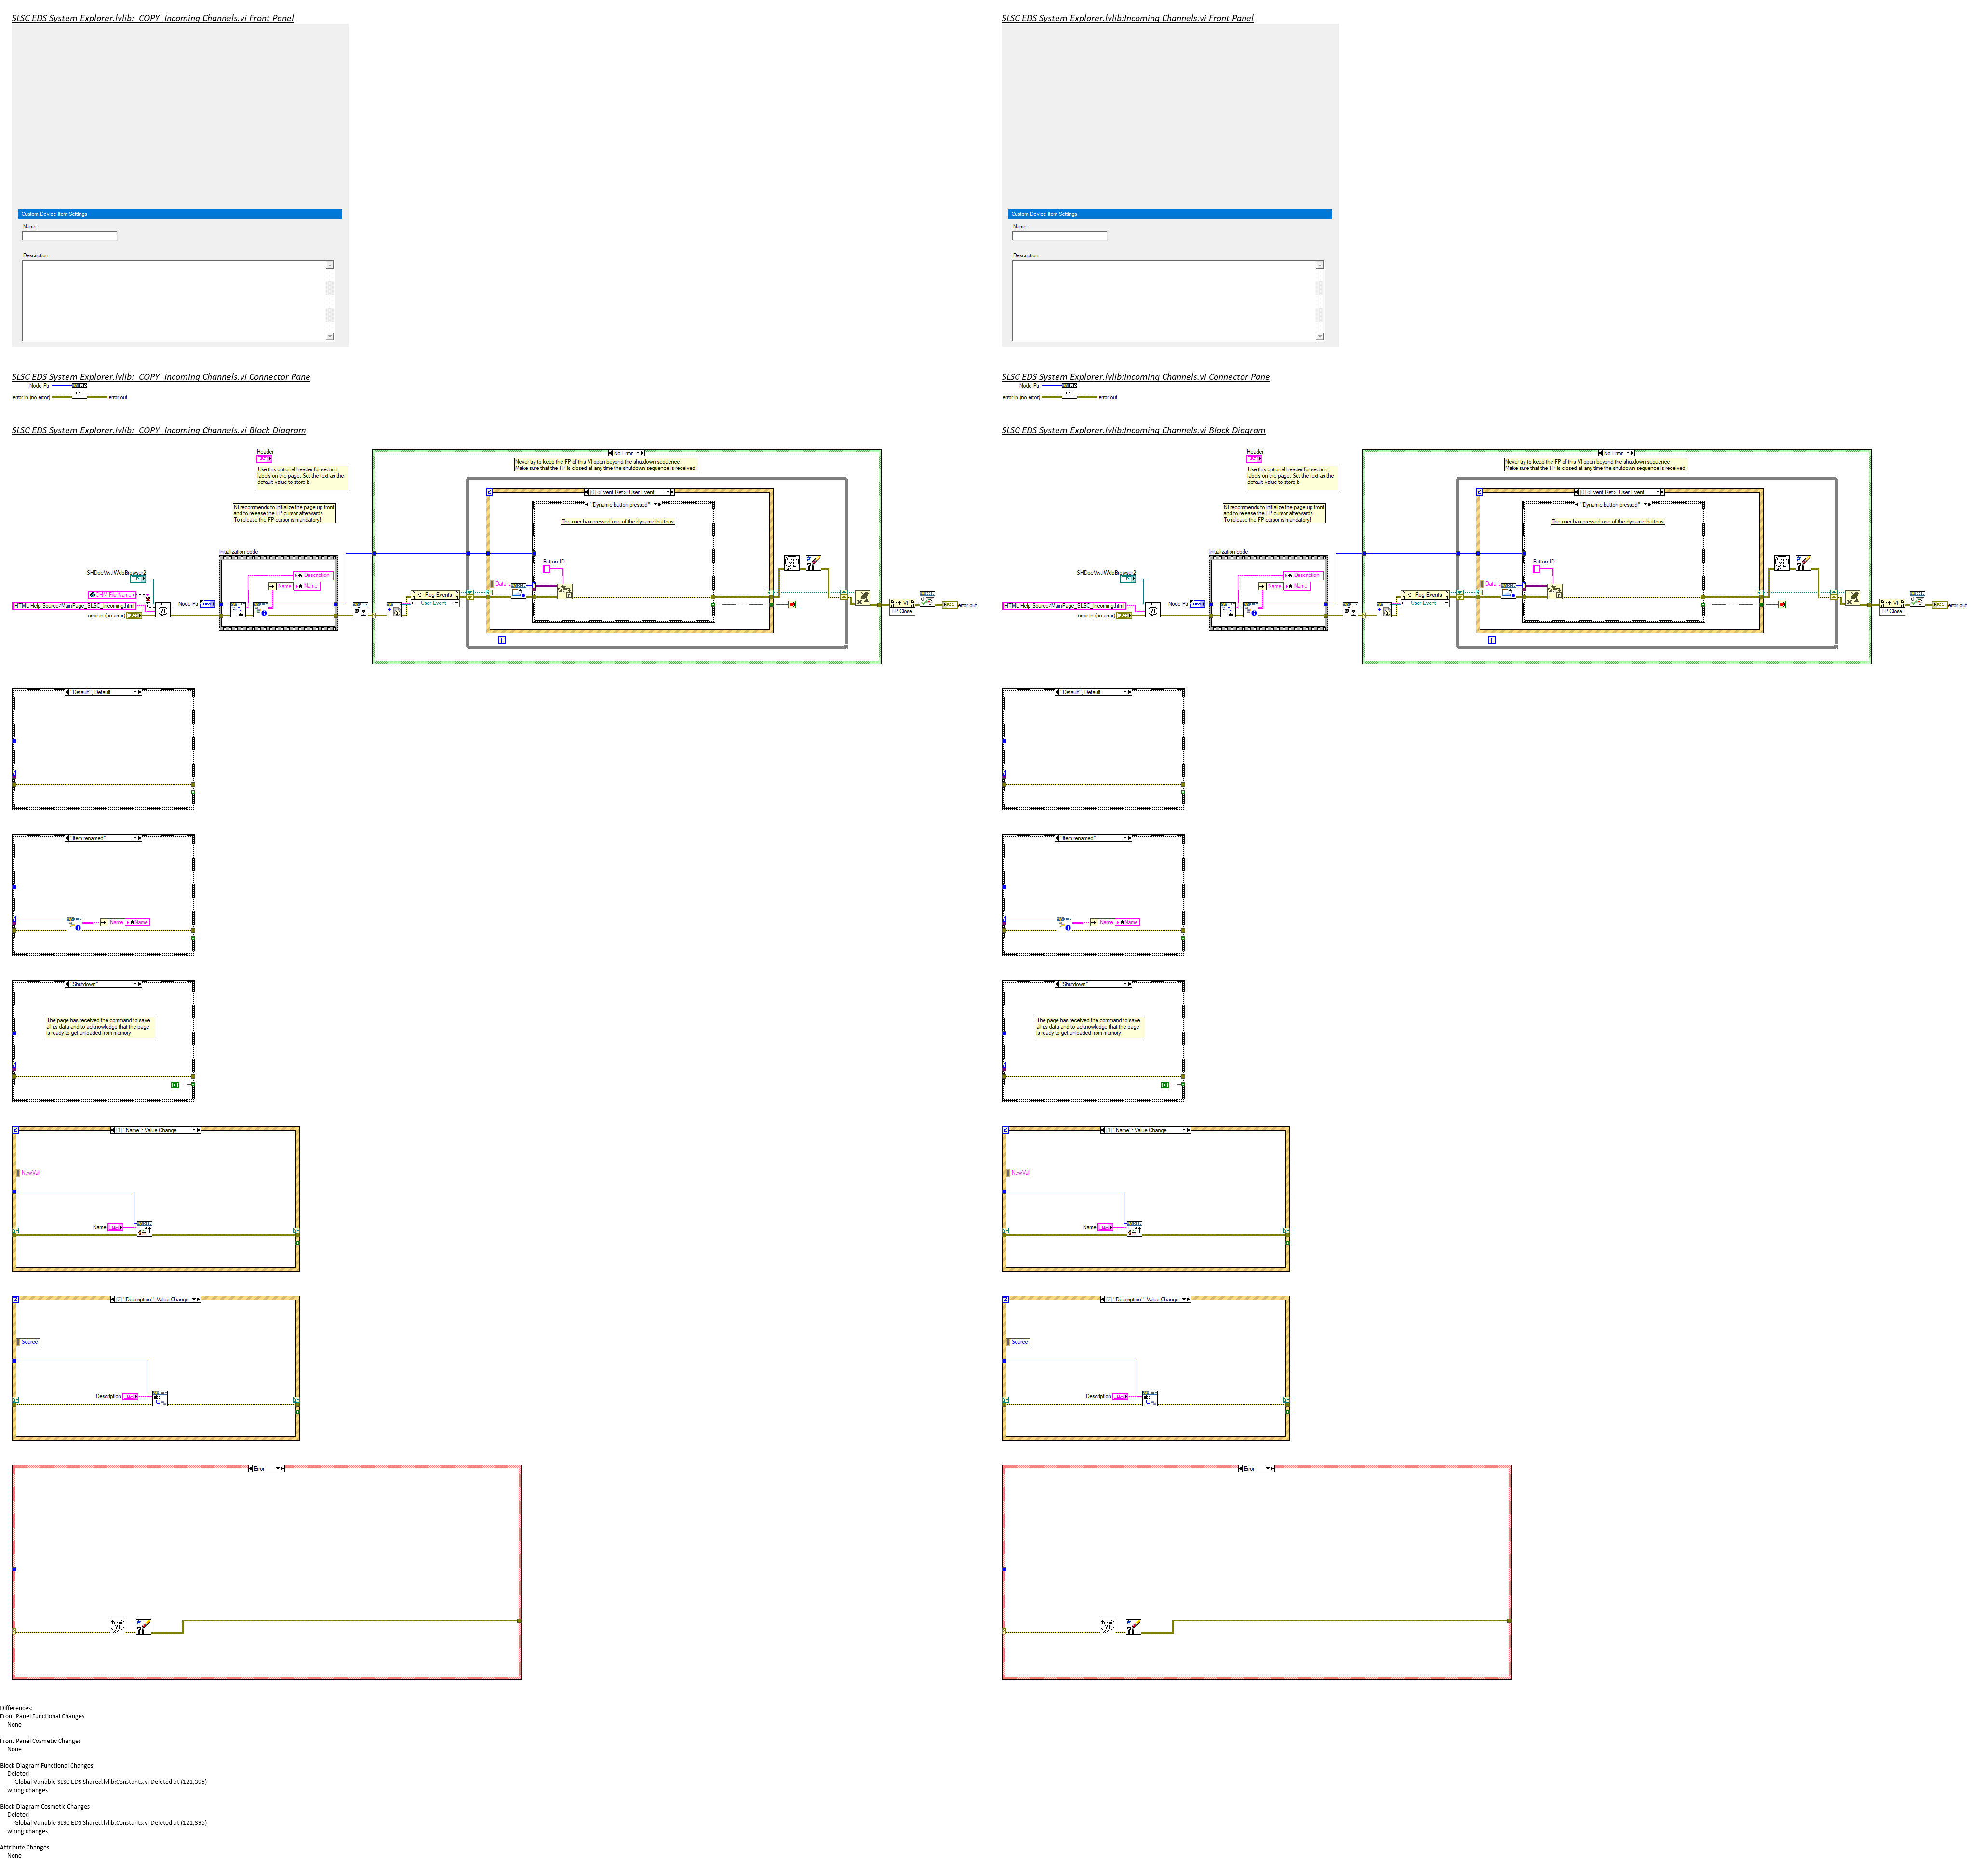 SLSC EDS System Explorer.lvlib:_COPY_Incoming Channels.vi Front Panel
Custom Device Item Settings
Name
Description
SLSC EDS System Explorer.lvlib:_COPY_Incoming Channels.vi Connector Pane
Node Ptr
error in (no error)
error out
SLSC EDS System Explorer.lvlib:_COPY_Incoming Channels.vi Block Diagram
Header
Use this optional header for section
labels on the page. Set the text as the
default value to store it.
NI recommends to initialize the page up front
and to release the FP cursor afterwards.
To release the FP cursor is mandatory!
Initialization code
Description
Name
Name
SHDocVw.IWebBrowser2
CHM File Name
HTML Help Source/MainPage_SLSC_Incoming.html
error in (no error)
Node Ptr
No Error
Never try to keep the FP of this VI open beyond the shutdown sequence.
Make sure that the FP is closed at any time the shutdown sequence is received.
[0] <Event Ref>: User Event
"Dynamic button pressed"
The user has pressed one of the dynamic buttons
Button ID
Data
Reg Events
User Event
VI
FP.Close
error out
"Default", Default
"Item renamed"
Name
Name
"Shutdown"
The page has received the command to save
all its data and to acknowledge that the page
is ready to get unloaded from memory.
[1] "Name": Value Change
NewVal
Name
[2] "Description": Value Change
Source
Description
Error
SLSC EDS System Explorer.lvlib:Incoming Channels.vi Front Panel
Custom Device Item Settings
Name
Description
SLSC EDS System Explorer.lvlib:Incoming Channels.vi Connector Pane
Node Ptr
error in (no error)
error out
SLSC EDS System Explorer.lvlib:Incoming Channels.vi Block Diagram
Header
Use this optional header for section
labels on the page. Set the text as the
default value to store it.
NI recommends to initialize the page up front
and to release the FP cursor afterwards.
To release the FP cursor is mandatory!
Initialization code
Description
Name
Name
SHDocVw.IWebBrowser2
HTML Help Source/MainPage_SLSC_Incoming.html
error in (no error)
Node Ptr
No Error
Never try to keep the FP of this VI open beyond the shutdown sequence.
Make sure that the FP is closed at any time the shutdown sequence is received.
[0] <Event Ref>: User Event
"Dynamic button pressed"
The user has pressed one of the dynamic buttons
Button ID
Data
Reg Events
User Event
VI
FP.Close
error out
"Default", Default
"Item renamed"
Name
Name
"Shutdown"
The page has received the command to save
all its data and to acknowledge that the page
is ready to get unloaded from memory.
[1] "Name": Value Change
NewVal
Name
[2] "Description": Value Change
Source
Description
Error
Differences:
Front Panel Functional Changes
None
Front Panel Cosmetic Changes
None
Block Diagram Functional Changes
Deleted
Global Variable SLSC EDS Shared.lvlib:Constants.vi Deleted at (121,395)
wiring changes
Block Diagram Cosmetic Changes
Deleted
Global Variable SLSC EDS Shared.lvlib:Constants.vi Deleted at (121,395)
wiring changes
Attribute Changes
None